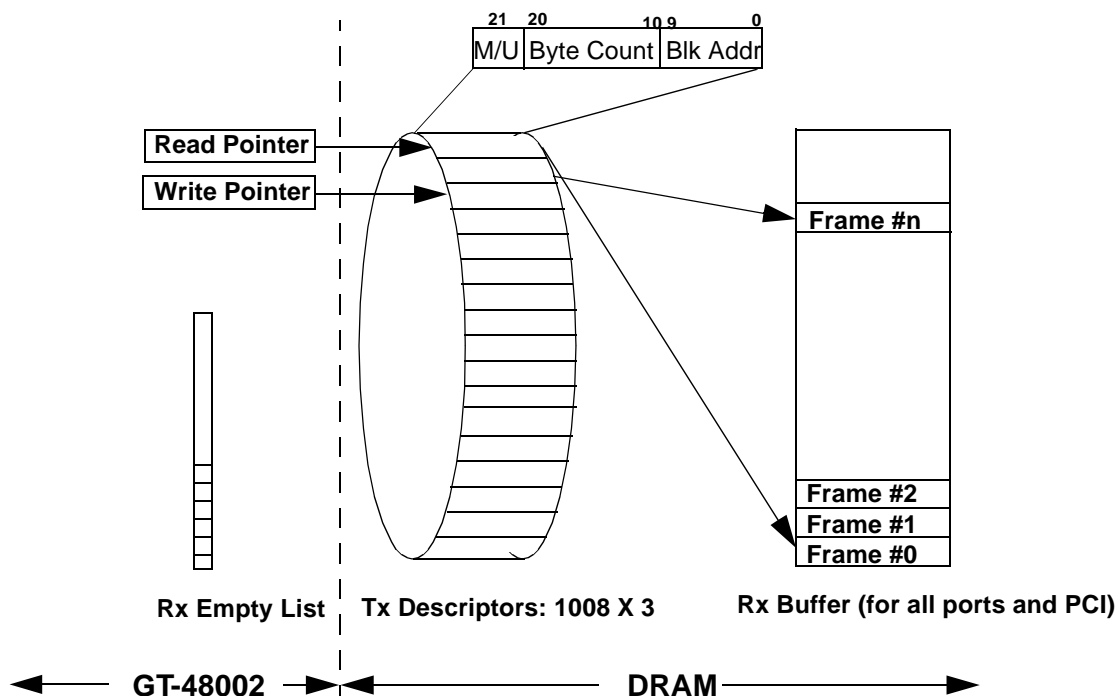 21 20 10 9 0
M/U Byte Count Blk Addr
Read Pointer
Write Pointer
Frame #n
Frame #2
Frame #1
Frame #0
Rx Empty List Tx Descriptors: 1008 X 3 Rx Buffer (for all ports and PCI)
GT-48002 DRAM